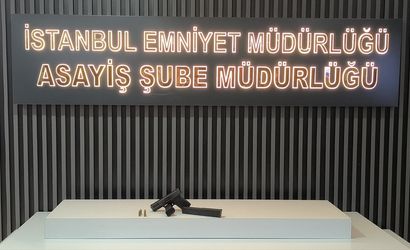 İSTANBUL EMNİYET MÜDÜRLÜĞÜ
ASAYİŞ ŞUBE MÜDÜRLÜĞÜ